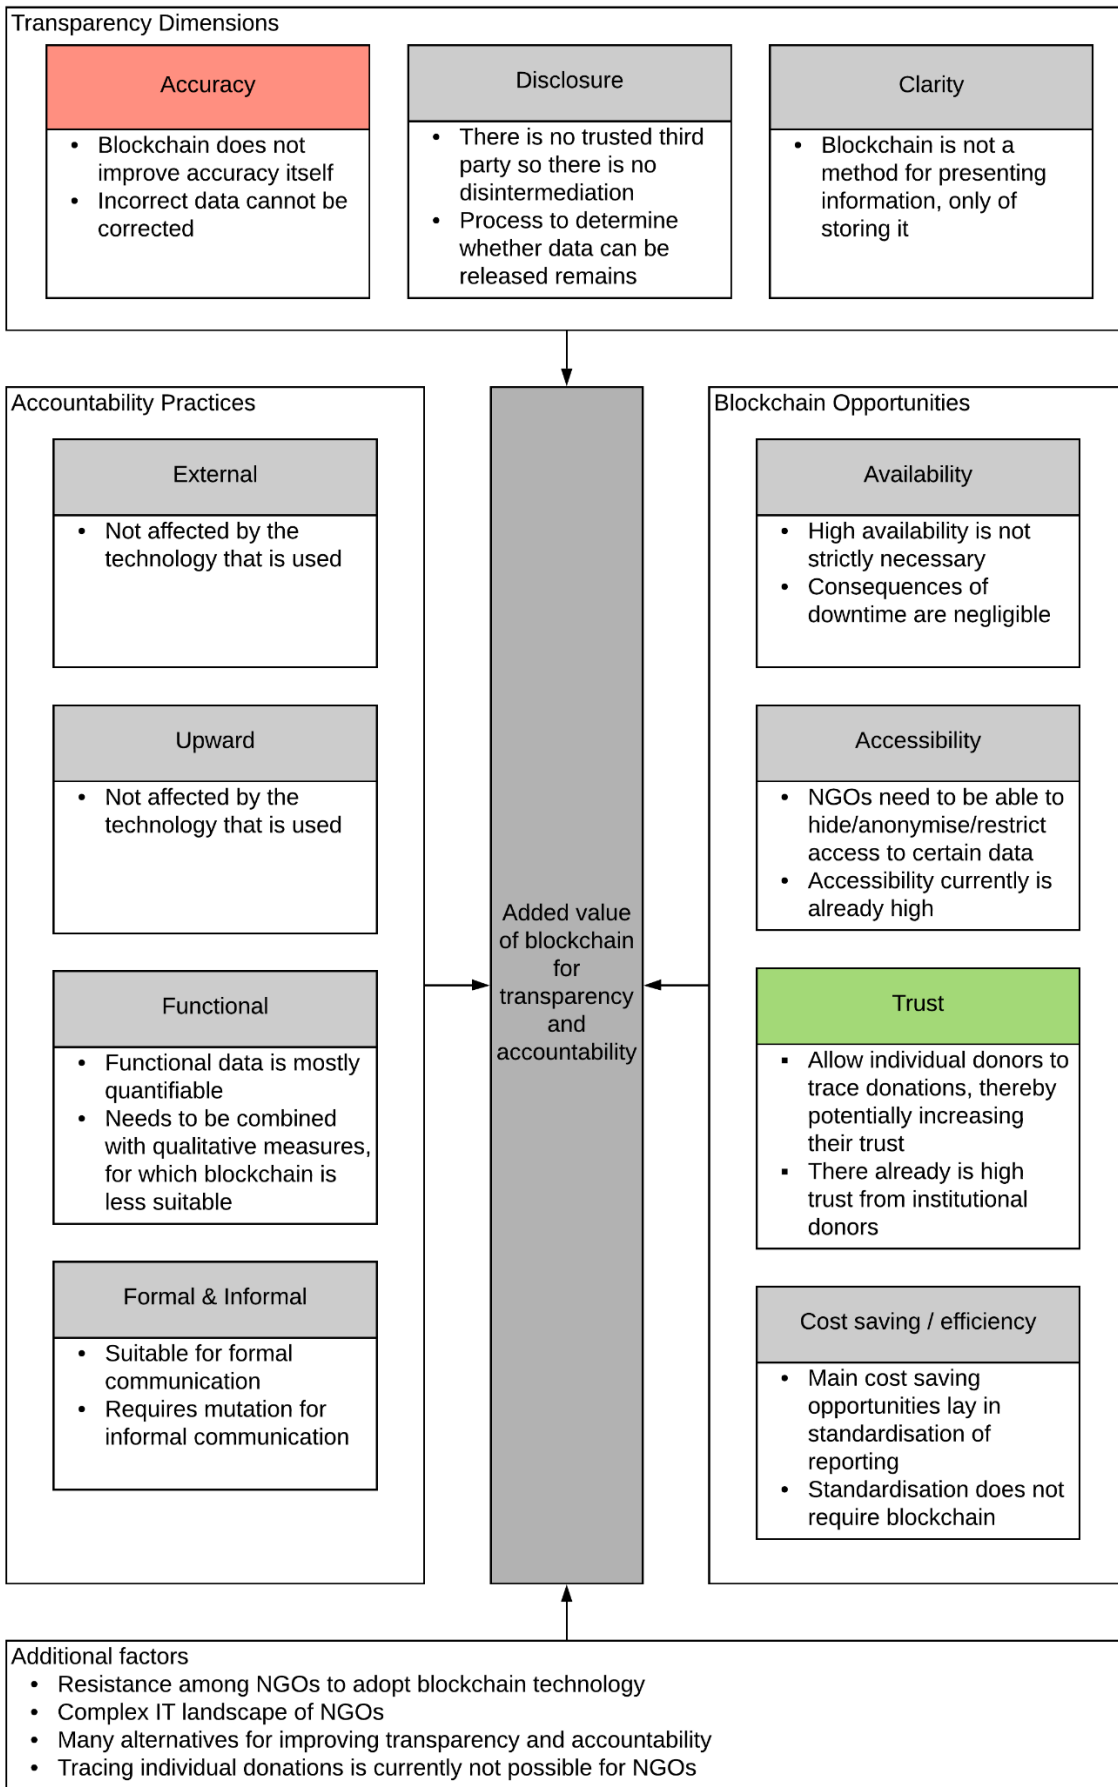 Transparency Dimensions
Accuracy
• Blockchain does not
improve accuracy itself
• Incorrect data cannot be
corrected
Disclosure
• There is no trusted third
party so there is no
disintermediation
• Process to determine
whether data can be
released remains
Clarity
• Blockchain is not a
method for presenting
information, only of
storing it
Accountability Practices
External
• Not affected by the
technology that is used
Upward
• Not affected by the
technology that is used
Functional
• Functional data is mostly
quantifiable
• Needs to be combined
with qualitative measures,
for which blockchain is
less suitable
Formal & Informal
• Suitable for formal
communication
• Requires mutation for
informal communication
Added value
of blockchain
for
transparency
and
accountability
Blockchain Opportunities
Availability
• High availability is not
strictly necessary
• Consequences of
downtime are negligible
Accessibility
• NGOs need to be able to
hide/anonymise/restrict
access to certain data
• Accessibility currently is
already high
Trust
▪ Allow individual donors to
trace donations, thereby
potentially increasing
their trust
▪ There already is high
trust from institutional
donors
Cost saving / efficiency
• Main cost saving
opportunities lay in
standardisation of
reporting
• Standardisation does not
require blockchain
Additional factors
• Resistance among NGOs to adopt blockchain technology
• Complex IT landscape of NGOs
• Many alternatives for improving transparency and accountability
• Tracing individual donations is currently not possible for NGOs